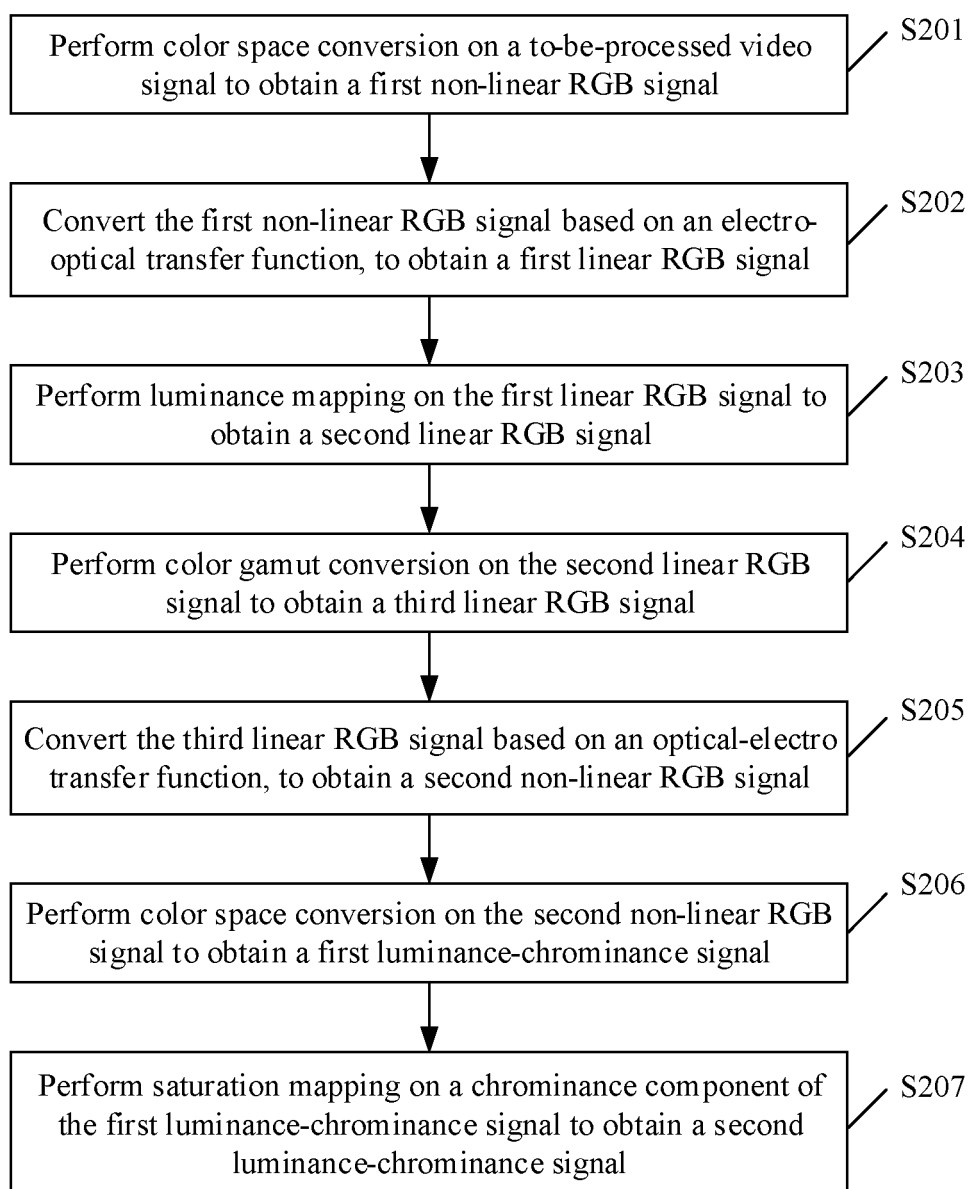 Perform color space conversion on a to-be-processed video
signal to obtain a first non-linear RGB signal
S201
Convert the first non-linear RGB signal based on an electro-
optical transfer function, to obtain a first linear RGB signal
S202
Perform luminance mapping on the first linear RGB signal to
obtain a second linear RGB signal
S203
Perform color gamut conversion on the second linear RGB
signal to obtain a third linear RGB signal
S204
Convert the third linear RGB signal based on an optical-electro
transfer function, to obtain a second non-linear RGB signal
S205
Perform color space conversion on the second non-linear RGB
signal to obtain a first luminance-chrominance signal
S206
Perform saturation mapping on a chrominance component of
the first luminance-chrominance signal to obtain a second
luminance-chrominance signal
S207